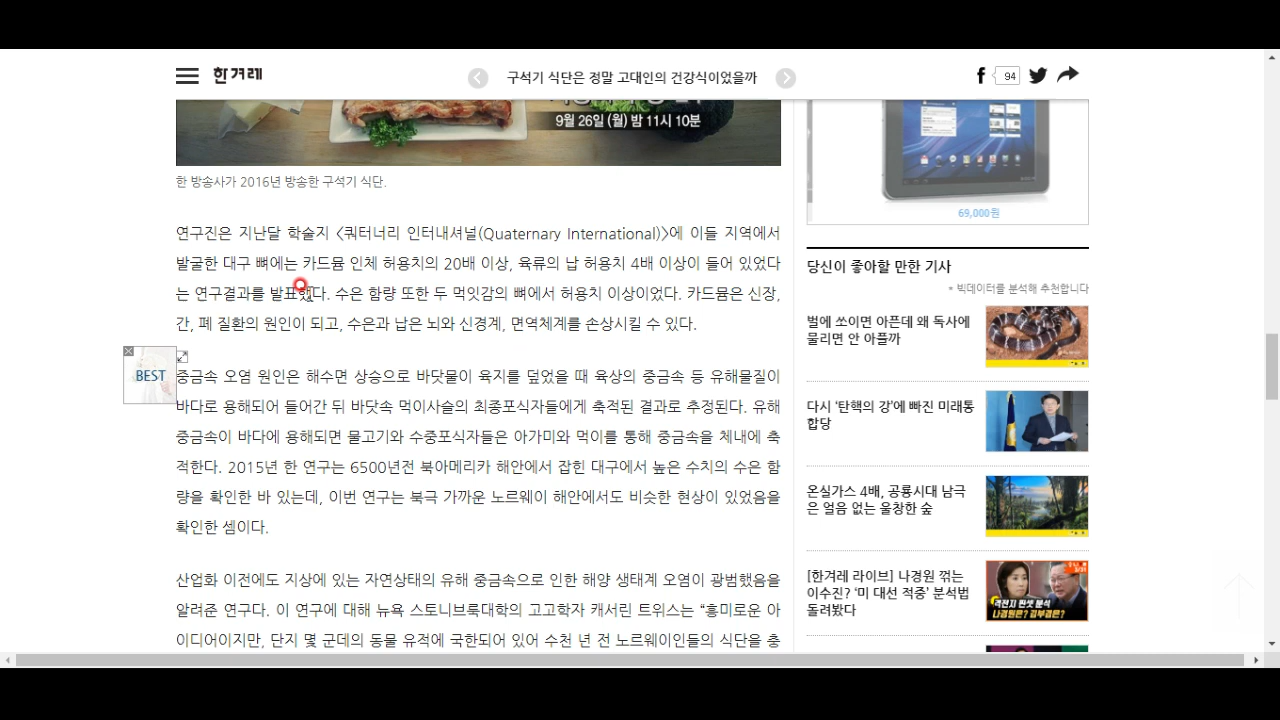 한겨레
구석기 식단은 정말 고대인의 건강식이었을까
94
9월 26일 (월) 밤 11시 10분
한 방송사가 2016년 방송한 구석기 식단.
연구진은 지난달 학술지 <쿼터너리 인터내셔널(Quaternary International)>에 이들 지역에서
발굴한 대구 뼈에는 카드뮴 인체 허용치의 20배 이상, 육류의 납 허용치 4배 이상이 들어 있었다
는 연구결과를 발표했다. 수은 함량 또한 두 먹잇감의 뼈에서 허용치 이상이었다. 카드뮴은 신장,
간, 폐 질환의 원인이 되고, 수은과 납은 뇌와 신경계, 면역체계를 손상시킬 수 있다.
BEST
중금속 오염 원인은 해수면 상승으로 바닷물이 육지를 덮었을 때 육상의 중금속 등 유해물질이
바다로 용해되어 들어간 뒤 바닷속 먹이사슬의 최종포식자들에게 축적된 결과로 추정된다. 유해
중금속이 바다에 용해되면 물고기와 수중포식자들은 아가미와 먹이를 통해 중금속을 체내에 축
적한다. 2015년 한 연구는 6500년전 북아메리카 해안에서 잡힌 대구에서 높은 수치의 수은 함
량을 확인한 바 있는데, 이번 연구는 북극 가까운 노르웨이 해안에서도 비슷한 현상이 있었음을
확인한 셈이다.
산업화 이전에도 지상에 있는 자연상태의 유해 중금속으로 인한 해양 생태계 오염이 광범했음을
알려준 연구다. 이 연구에 대해 뉴욕 스토니브룩대학의 고고학자 캐서린 트위스는 “흥미로운 아
이디어이지만, 단지 몇 군데의 동물 유적에 국한되어 있어 수천 년 전 노르웨이인들의 식단을 총
69,000원
당신이 좋아할 만한 기사
* 빅데이터를 분석해 추천합니다
벌에 쏘이면 아픈데 왜 독사에
물리면 안 아플까
다시 ‘탄핵의 강’에 빠진 미래통
합당
온실가스 4배, 공룡시대 남극
은 얼음 없는 울창한 숲
[한겨레 라이브] 나경원 꺾는
이수진? ‘미 대선 적중’ 분석법
돌려봤다
격전지 핀셋 분석
나경원은? 김부겸은?